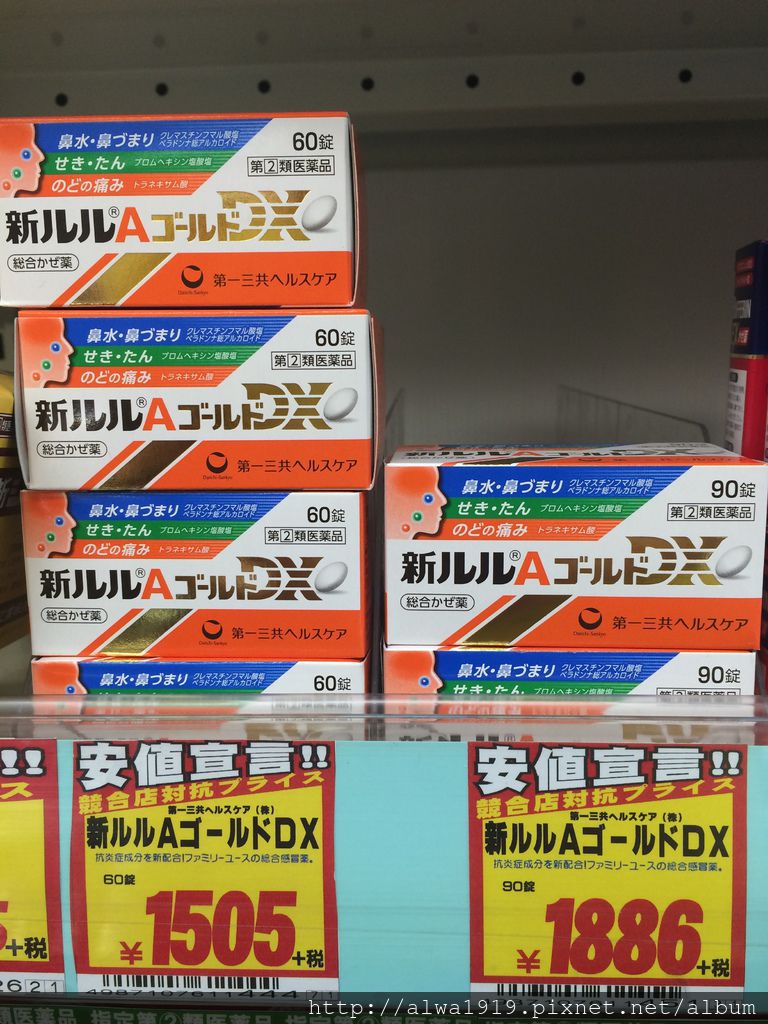 鼻水・鼻づまり クレマスチンフマル酸塩 ベラドンナ総アルカロイド
60錠
せき・たん ブロムヘキシン塩酸塩
指②類医薬品
のどの痛み トラネキサム酸
新ルル®AゴールドDX
総合かぜ薬
Daiichi-Sankyo
第一三共ヘルスケア
鼻水・鼻づまり クレマスチンフマル酸塩 ベラドンナ総アルカロイド
60錠
せき・たん ブロムヘキシン塩酸塩
第②類医薬品
のどの痛み トラネキサム酸
新ルル®AゴールドDX
総合かぜ薬
Daiichi-Sankyo
第一三共ヘルスケア
鼻水・鼻づまり クレマスチンフマル酸塩 ベラドンナ総アルカロイド
60錠
せき・たん ブロムヘキシン塩酸塩
第②類医薬品
のどの痛み トラネキサム酸
新ルル®AゴールドDX
総合かぜ薬
Daiichi-Sankyo
第一三共ヘルスケア
鼻水・鼻づまり クレマスチンフマル酸塩 ベラドンナ総アルカロイド
60錠
鼻水・鼻づまり クレマスチンフマル酸塩 ベラドンナ総アルカロイド
90錠
せき・たん ブロムヘキシン塩酸塩
第②類医薬品
のどの痛み トラネキサム酸
新ルル®AゴールドDX
総合かぜ薬
Daiichi-Sankyo
第一三共ヘルスケア
鼻水・鼻づまり クレマスチンフマル酸塩 ベラドンナ総アルカロイド
90錠
せき・たん ブロムヘキシン塩酸塩
第②類医薬品
!!
ス
+税
安値宣言!!
競合店対抗プライス
第一三共ヘルスケア(株)
新ルルAゴールドDX
抗炎症成分を新配合!ファミリーユースの総合感冒薬。
60錠
¥1505+税
安値宣言!!
競合店対抗プライス
第一三共ヘルスケア(株)
新ルルAゴールドDX
抗炎症成分を新配合!ファミリーユースの総合感冒薬。
90錠
¥1886+税
指定第②類医薬品
http://alwa1919.pixnet.net/album